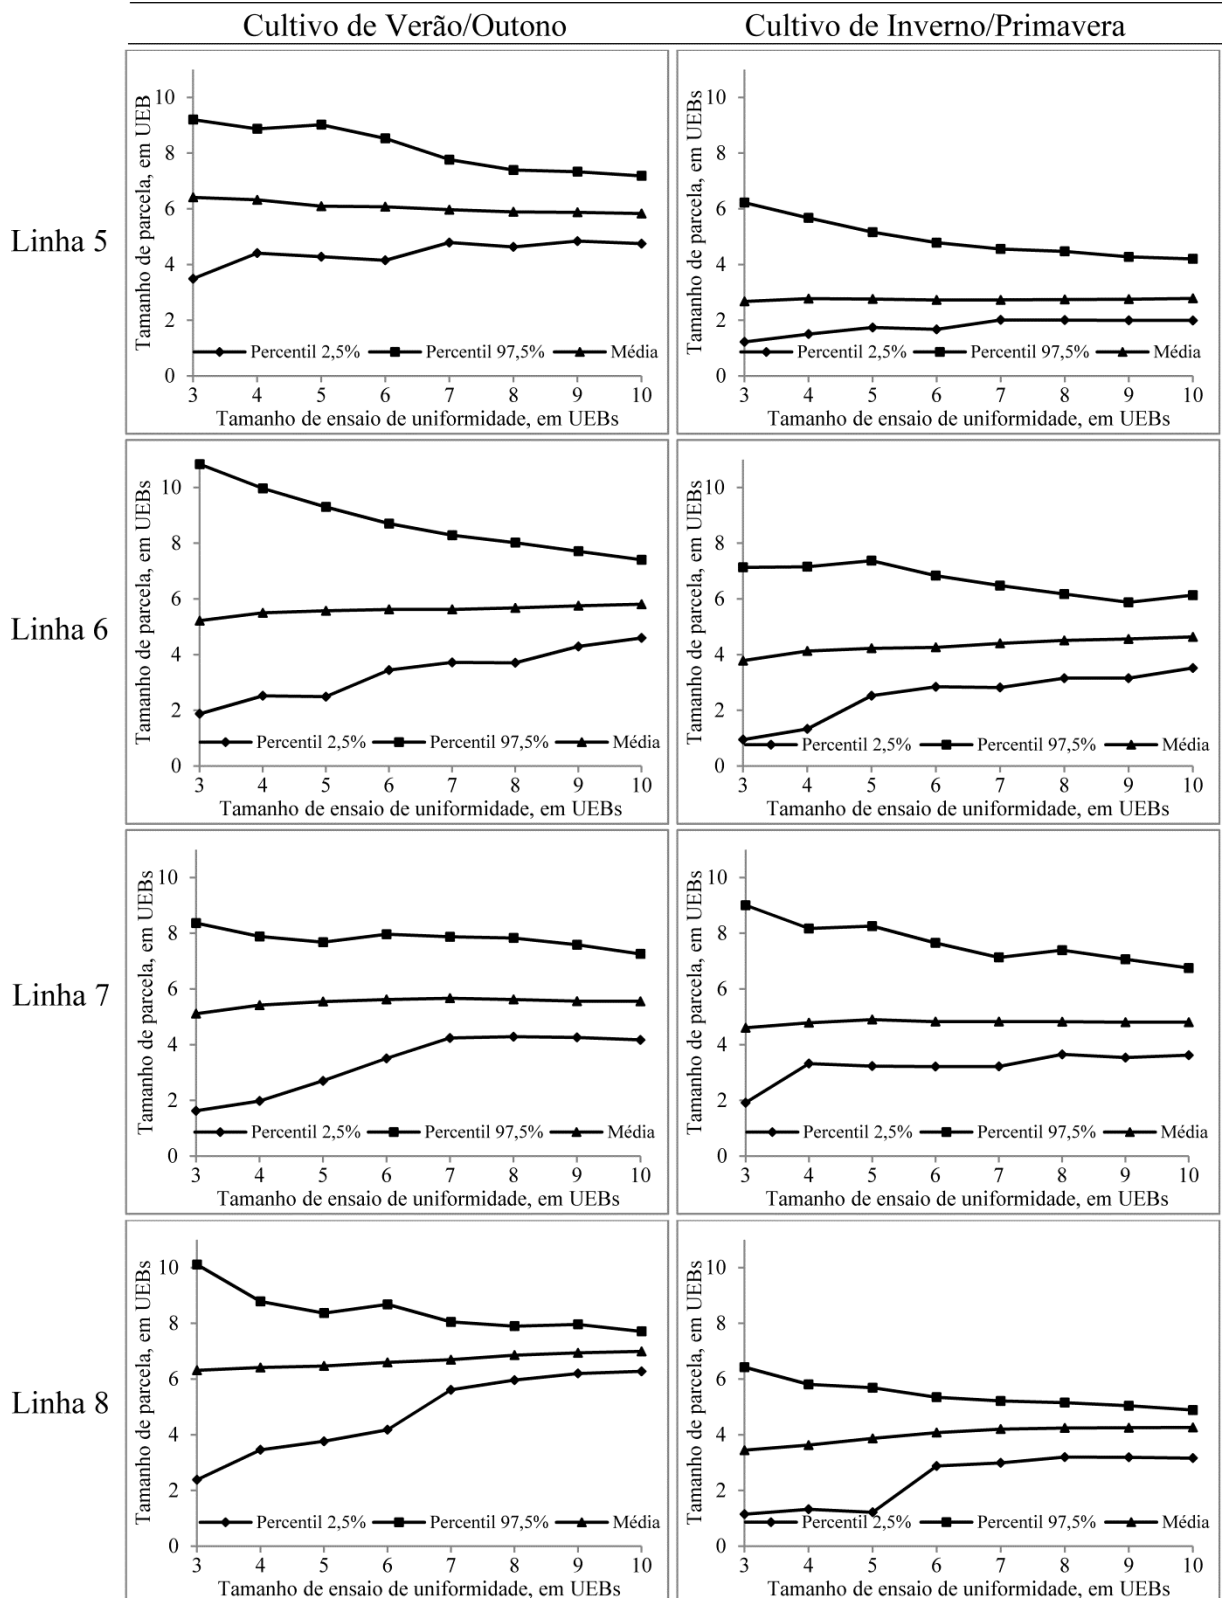 Cultivo de Verão/Outono
Cultivo de Inverno/Primavera
Linha 5
Tamanho de parcela, em UEB
10
8
6
4
2
0
Percentil 2,5% Percentil 97,5% Média
3 4 5 6 7 8 9 10
Tamanho de ensaio de uniformidade, em UEBs
Tamanho de parcela, em UEBs
10
8
6
4
2
0
Percentil 2,5% Percentil 97,5% Média
3 4 5 6 7 8 9 10
Tamanho de ensaio de uniformidade, em UEBs
Linha 6
Tamanho de parcela, em UEBs
10
8
6
4
2
0
Percentil 2,5% Percentil 97,5% Média
3 4 5 6 7 8 9 10
Tamanho de ensaio de uniformidade, em UEBs
Tamanho de parcela, em UEBs
10
8
6
4
2
0
Percentil 2,5% Percentil 97,5% Média
3 4 5 6 7 8 9 10
Tamanho de ensaio de uniformidade, em UEBs
Linha 7
Tamanho de parcela, em UEBs
10
8
6
4
2
0
Percentil 2,5% Percentil 97,5% Média
3 4 5 6 7 8 9 10
Tamanho de ensaio de uniformidade, em UEBs
Tamanho de parcela, em UEBs
10
8
6
4
2
0
Percentil 2,5% Percentil 97,5% Média
3 4 5 6 7 8 9 10
Tamanho de ensaio de uniformidade, em UEBs
Linha 8
Tamanho de parcela, em UEBs
10
8
6
4
2
0
Percentil 2,5% Percentil 97,5% Média
3 4 5 6 7 8 9 10
Tamanho de ensaio de uniformidade, em UEBs
Tamanho de parcela, em UEBs
10
8
6
4
2
0
Percentil 2,5% Percentil 97,5% Média
3 4 5 6 7 8 9 10
Tamanho de ensaio de uniformidade, em UEBs